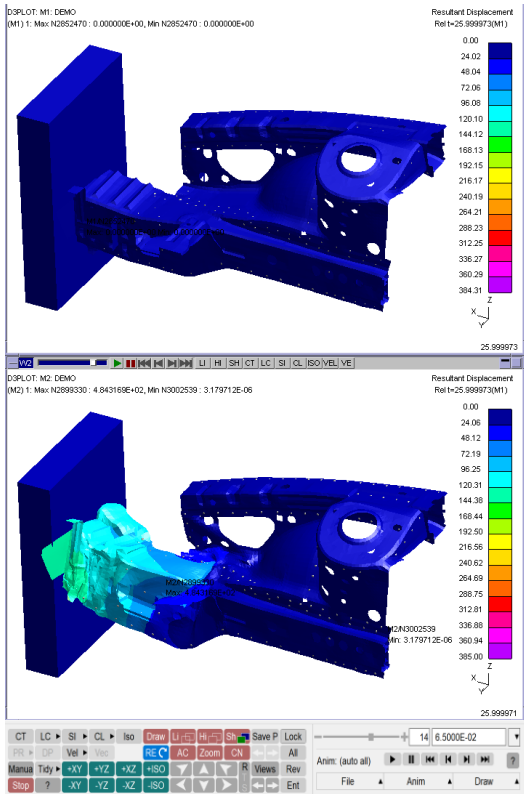 D3PLOT: M1: DEMO
Resultant Displacement
(M1) 1: Max N2852470 : 0.000000E+00, Min N2852470 : 0.000000E+00
Rel t=25.999973(M1)
0.00
24.02
48.04
72.06
96.08
120.10
144.12
168.13
192.15
216.17
240.19
264.21
288.23
312.25
336.27
360.29
384.31
Z
X
Y
25.999973
W2
LI HI SH CT LC SI CL ISO VEL VE
D3PLOT: M2: DEMO
Resultant Displacement
(M2) 1: Max N2899330 : 4.843169E+02, Min N3002539 : 3.179712E-06
Rel t=25.999973(M1)
0.00
24.06
48.12
72.19
96.25
120.31
144.38
168.44
192.50
216.56
240.62
264.69
288.75
312.81
336.88
360.94
385.00
M2/N2899330
M2/N3002539
Min: 3.179712E-06
Z
X
Y
25.999971
CT LC SI CL Iso Draw Li Hi Sh Save P Lock
14 6.5000E-02
PR DP Vel Vec RE AC Zoom CN All
Anim: (auto all)
Manua Tidy +XY +YZ +XZ +ISO R Views Rev
Stop ? -XY -YZ -XZ -ISO S Ent
File Anim Draw